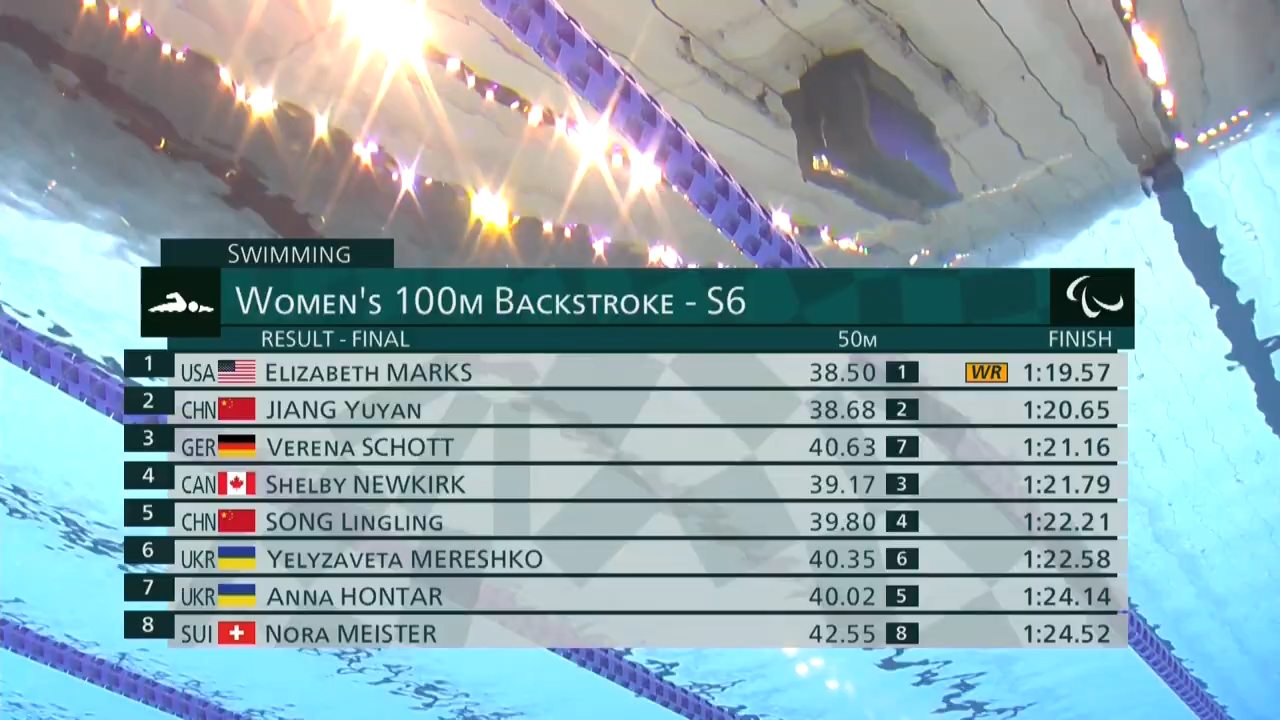 SWIMMING
WOMEN'S 100M BACKSTROKE - S6
RESULT - FINAL 50M FINISH
1 USA ELIZABETH MARKS 38.50 1 WR 1:19.57
2 CHN JIANG YUYAN 38.68 2 1:20.65
3 GER VERENA SCHOTT 40.63 7 1:21.16
4 CAN SHELBY NEWKIRK 39.17 3 1:21.79
5 CHN SONG LINGLING 39.80 4 1:22.21
6 UKR YELYZAVETA MERESHKO 40.35 6 1:22.58
7 UKR ANNA HONTAR 40.02 5 1:24.14
8 SUI NORA MEISTER 42.55 8 1:24.52